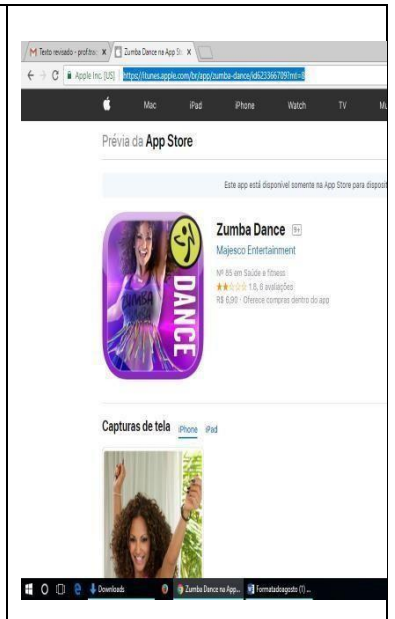 Texto revisado - prof.tra
Zumba Dance na App St
Apple Inc. [US]
https://itunes.apple.com/br/app/zumba-dance/id623366709?mt=8
Mac iPad iPhone Watch TV Mu
Prévia da App Store
Este app está disponível somente na App Store para disposit
Zumba Dance 9+
Majesco Entertainment
Nº 85 em Saúde e fitness
1.8, 8 avaliações
R$ 6,90 · Oferece compras dentro do app
DANCE
Capturas de tela iPhone iPad
Downloads
Zumba Dance na App...
Formatadoagosto (1) ...